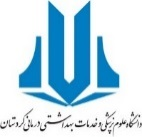 دانشگاه علوم پزشکی و خدمات بهداشتی درمانی کردستان